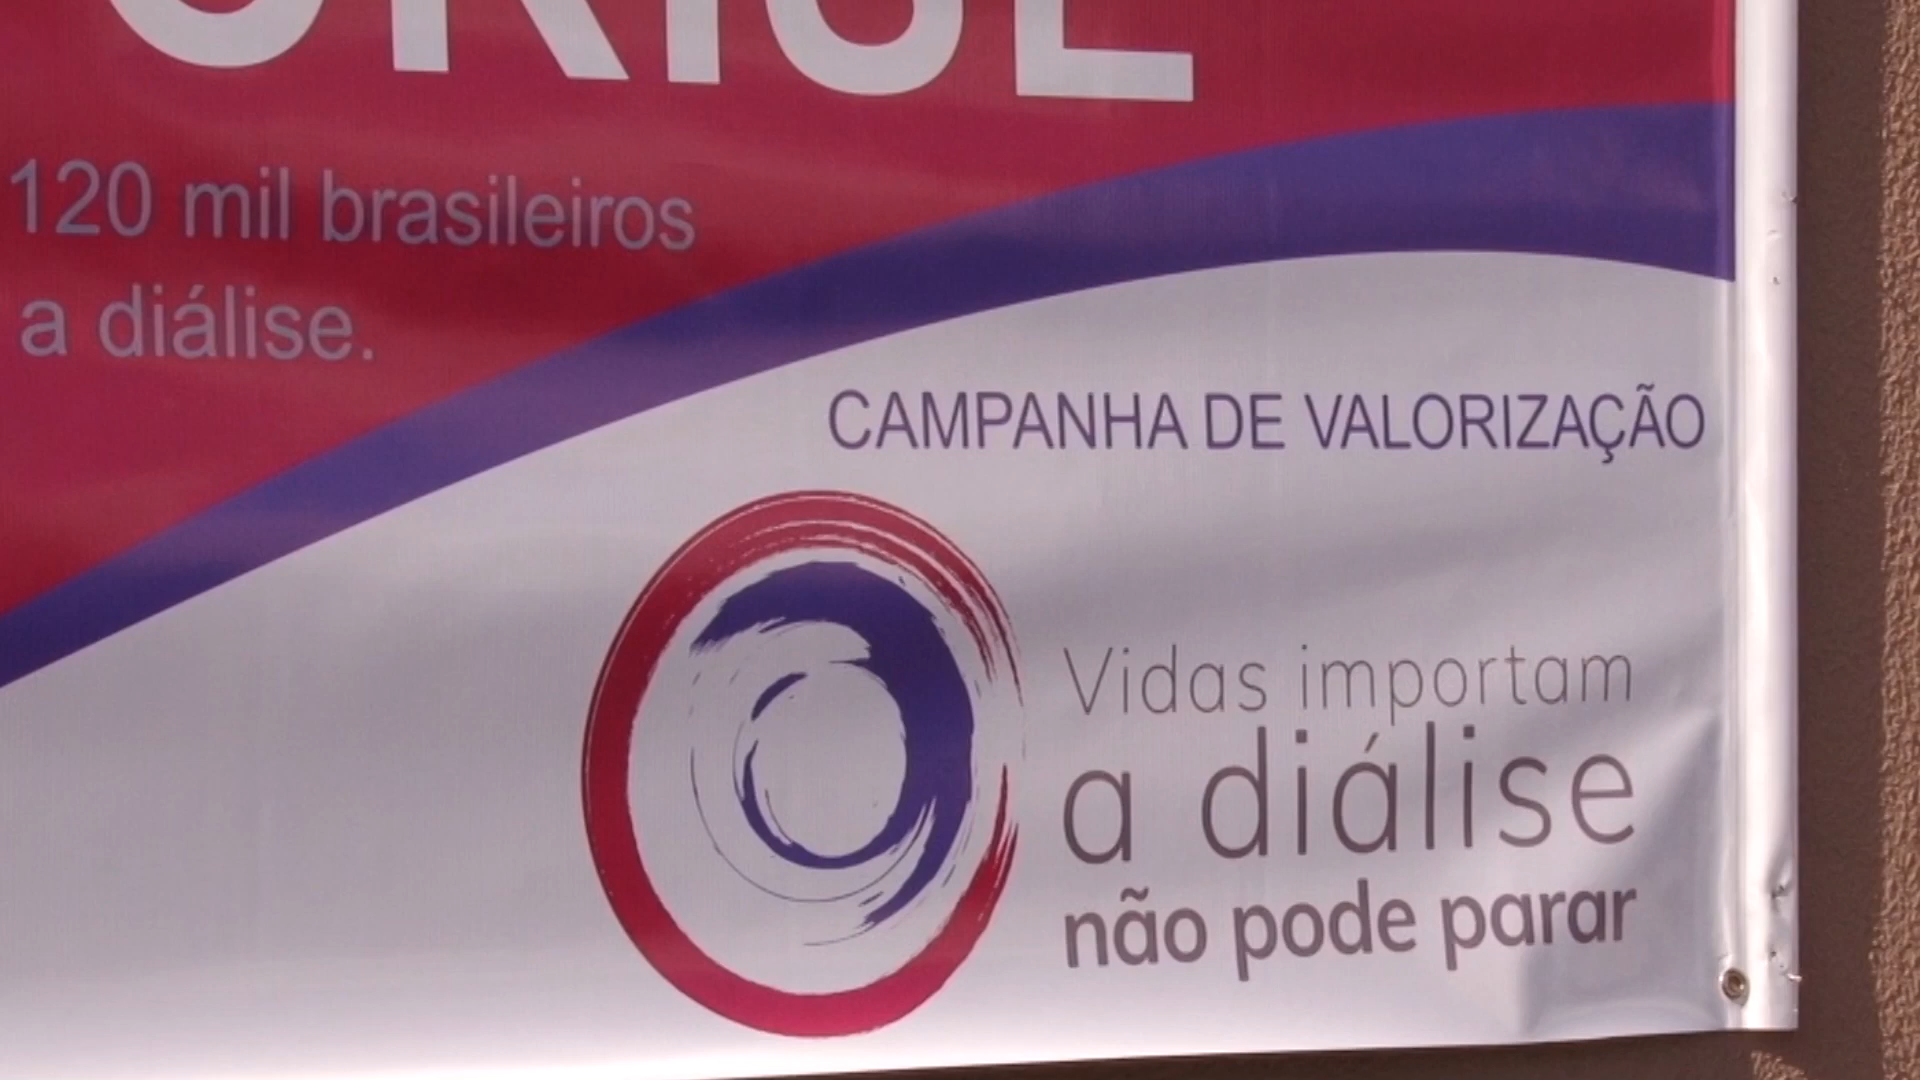 120 mil brasileiros
a diálise.
CAMPANHA DE VALORIZAÇÃO
Vidas importam
a diálise
não pode parar